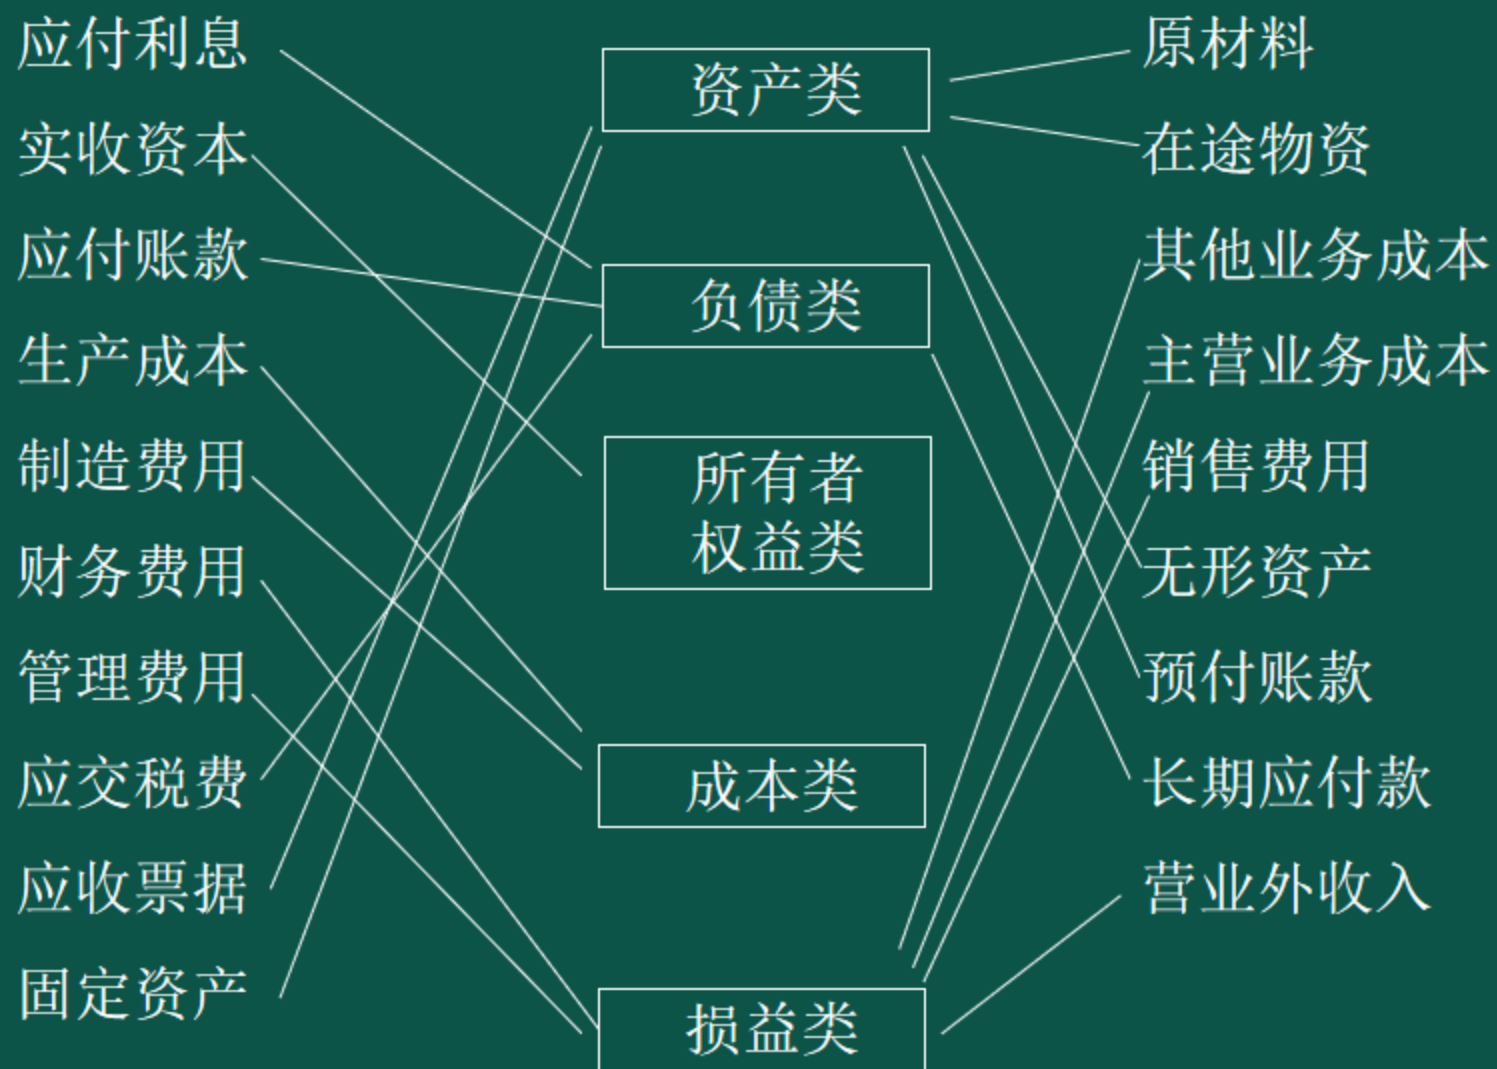 应付利息
实收资本
应付账款
生产成本
制造费用
财务费用
管理费用
应交税费
应收票据
固定资产
资产类
负债类
所有者
权益类
成本类
损益类
原材料
在途物资
其他业务成本
主营业务成本
销售费用
无形资产
预付账款
长期应付款
营业外收入